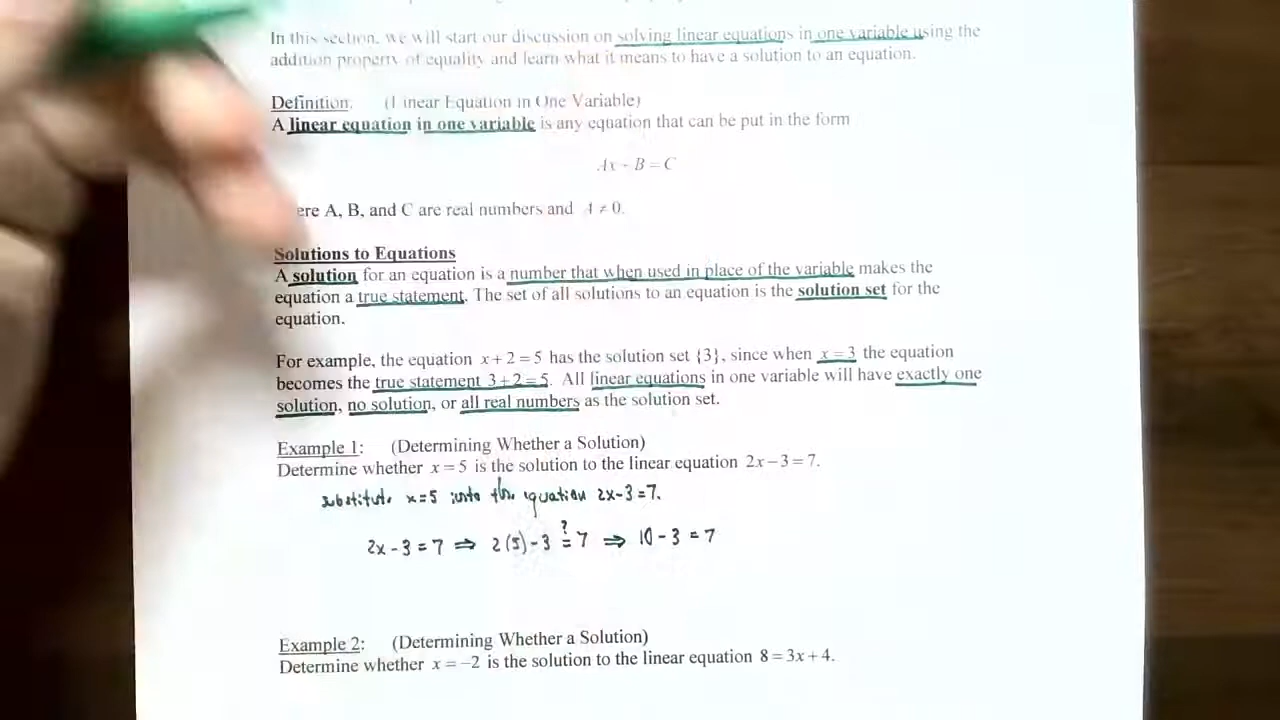 In this section, we will start our discussion on solving linear equations in one variable using the
addition property of equality and learn what it means to have a solution to an equation.
Definition: (Linear Equation in One Variable)
A linear equation in one variable is any equation that can be put in the form
ere A, B, and C are real numbers and A ≠ 0.
Solutions to Equations
A solution for an equation is a number that when used in place of the variable makes the
equation a true statement. The set of all solutions to an equation is the solution set for the
equation.
For example, the equation x + 2 = 5 has the solution set {3}, since when x = 3 the equation
becomes the true statement 3 + 2 = 5. All linear equations in one variable will have exactly one
solution, no solution, or all real numbers as the solution set.
Example 1: (Determining Whether a Solution)
Determine whether x = 5 is the solution to the linear equation 2x − 3 = 7.
substitute x=5 into the equation 2x-3=7.
2x - 3 = 7 ⇒ 2(5) - 3 ≟ 7 ⇒ 10 - 3 = 7
Example 2: (Determining Whether a Solution)
Determine whether x = −2 is the solution to the linear equation 8 = 3x + 4.